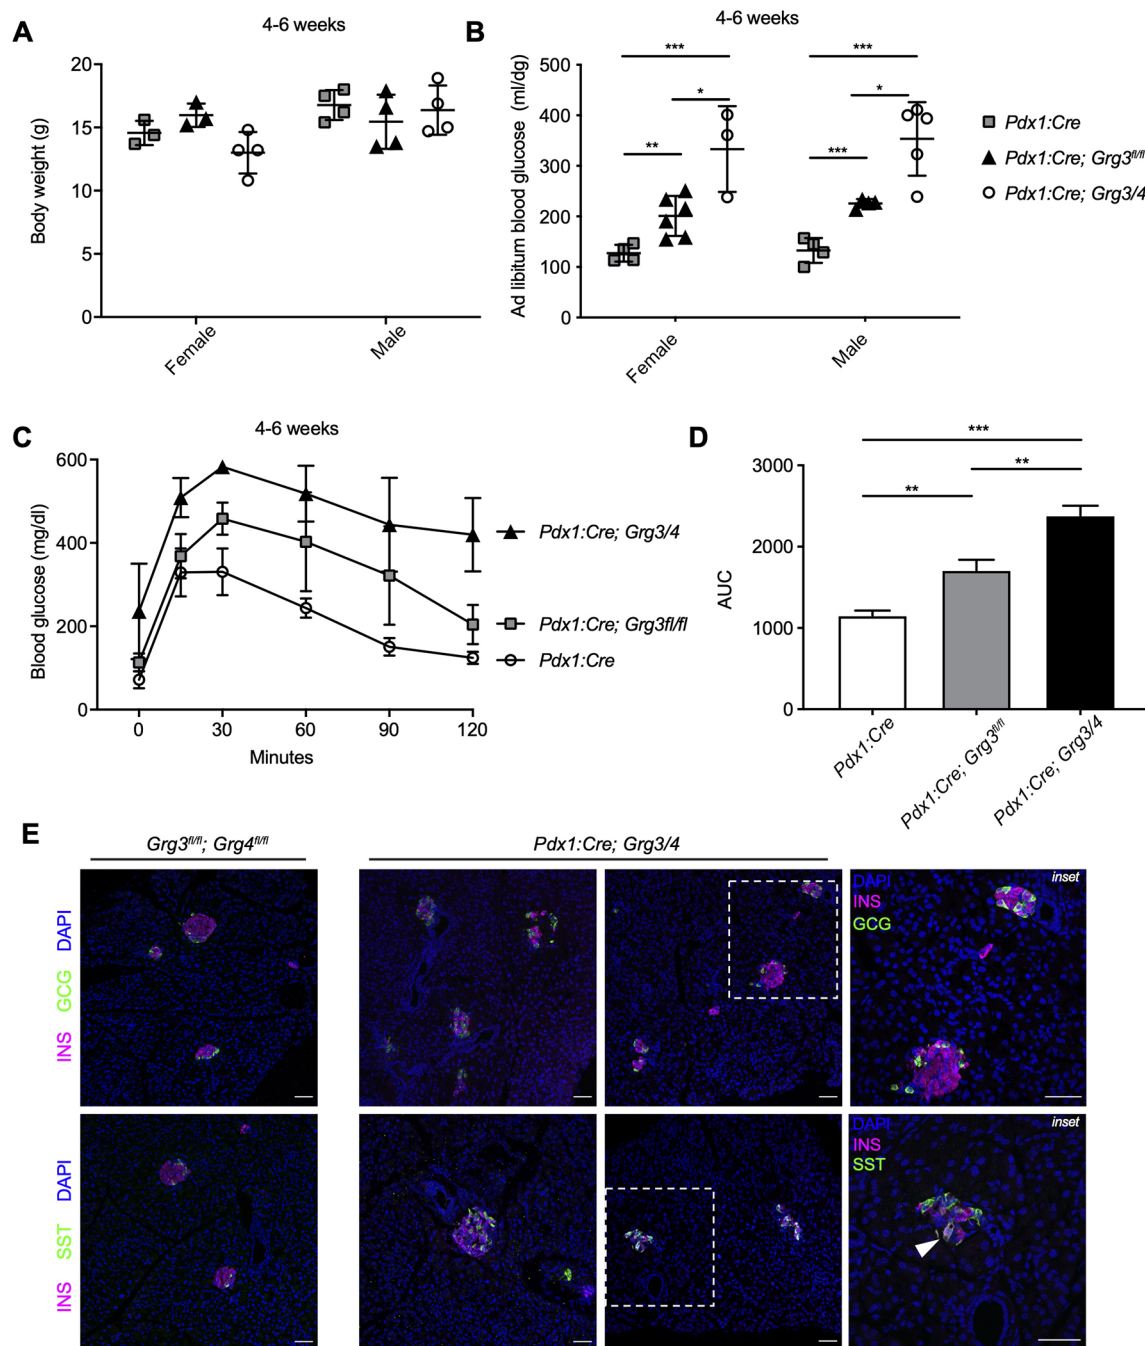 A
4-6 weeks
Body weight (g)
20
15
10
5
0
Female
Male
B
4-6 weeks
Ad libitum blood glucose (ml/dg)
500
400
300
200
100
0
***
*
**
***
*
***
Female
Male
Pdx1:Cre
Pdx1:Cre; Grg3fl/fl
Pdx1:Cre; Grg3/4
C
4-6 weeks
Blood glucose (mg/dl)
600
400
200
0
0 30 60 90 120
Minutes
Pdx1:Cre; Grg3/4
Pdx1:Cre; Grg3fl/fl
Pdx1:Cre
D
AUC
3000
2000
1000
0
***
**
**
Pdx1:Cre
Pdx1:Cre; Grg3fl/fl
Pdx1:Cre; Grg3/4
E
Grg3fl/fl; Grg4fl/fl
Pdx1:Cre; Grg3/4
INS GCG DAPI
DAPI
INS
GCG
inset
INS SST DAPI
DAPI
INS
SST
inset